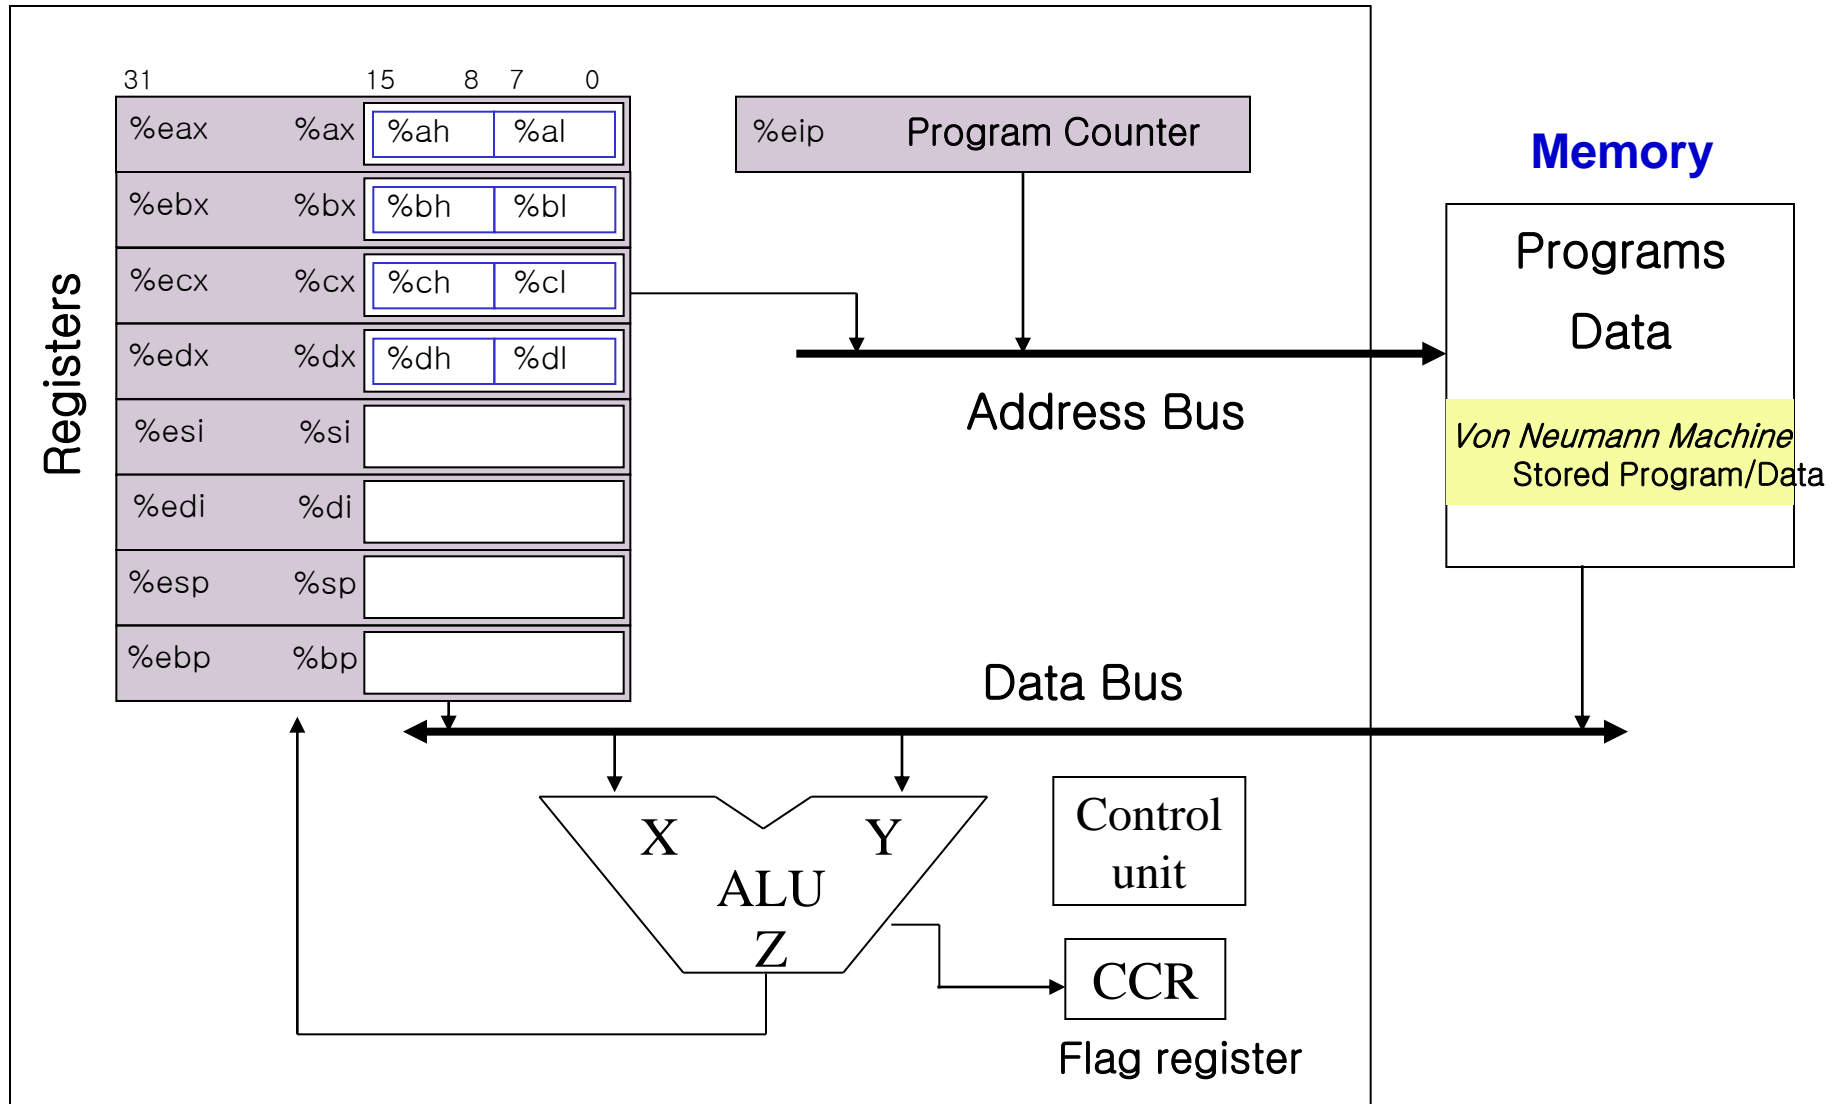 31 15 8 7 0
%eax %ax %ah %al
%ebx %bx %bh %bl
%ecx %cx %ch %cl
%edx %dx %dh %dl
%esi %si
%edi %di
%esp %sp
%ebp %bp
Registers
%eip Program Counter
Memory
Programs
Data
Von Neumann Machine
Stored Program/Data
Address Bus
Data Bus
X Y
ALU
Z
Control
unit
CCR
Flag register